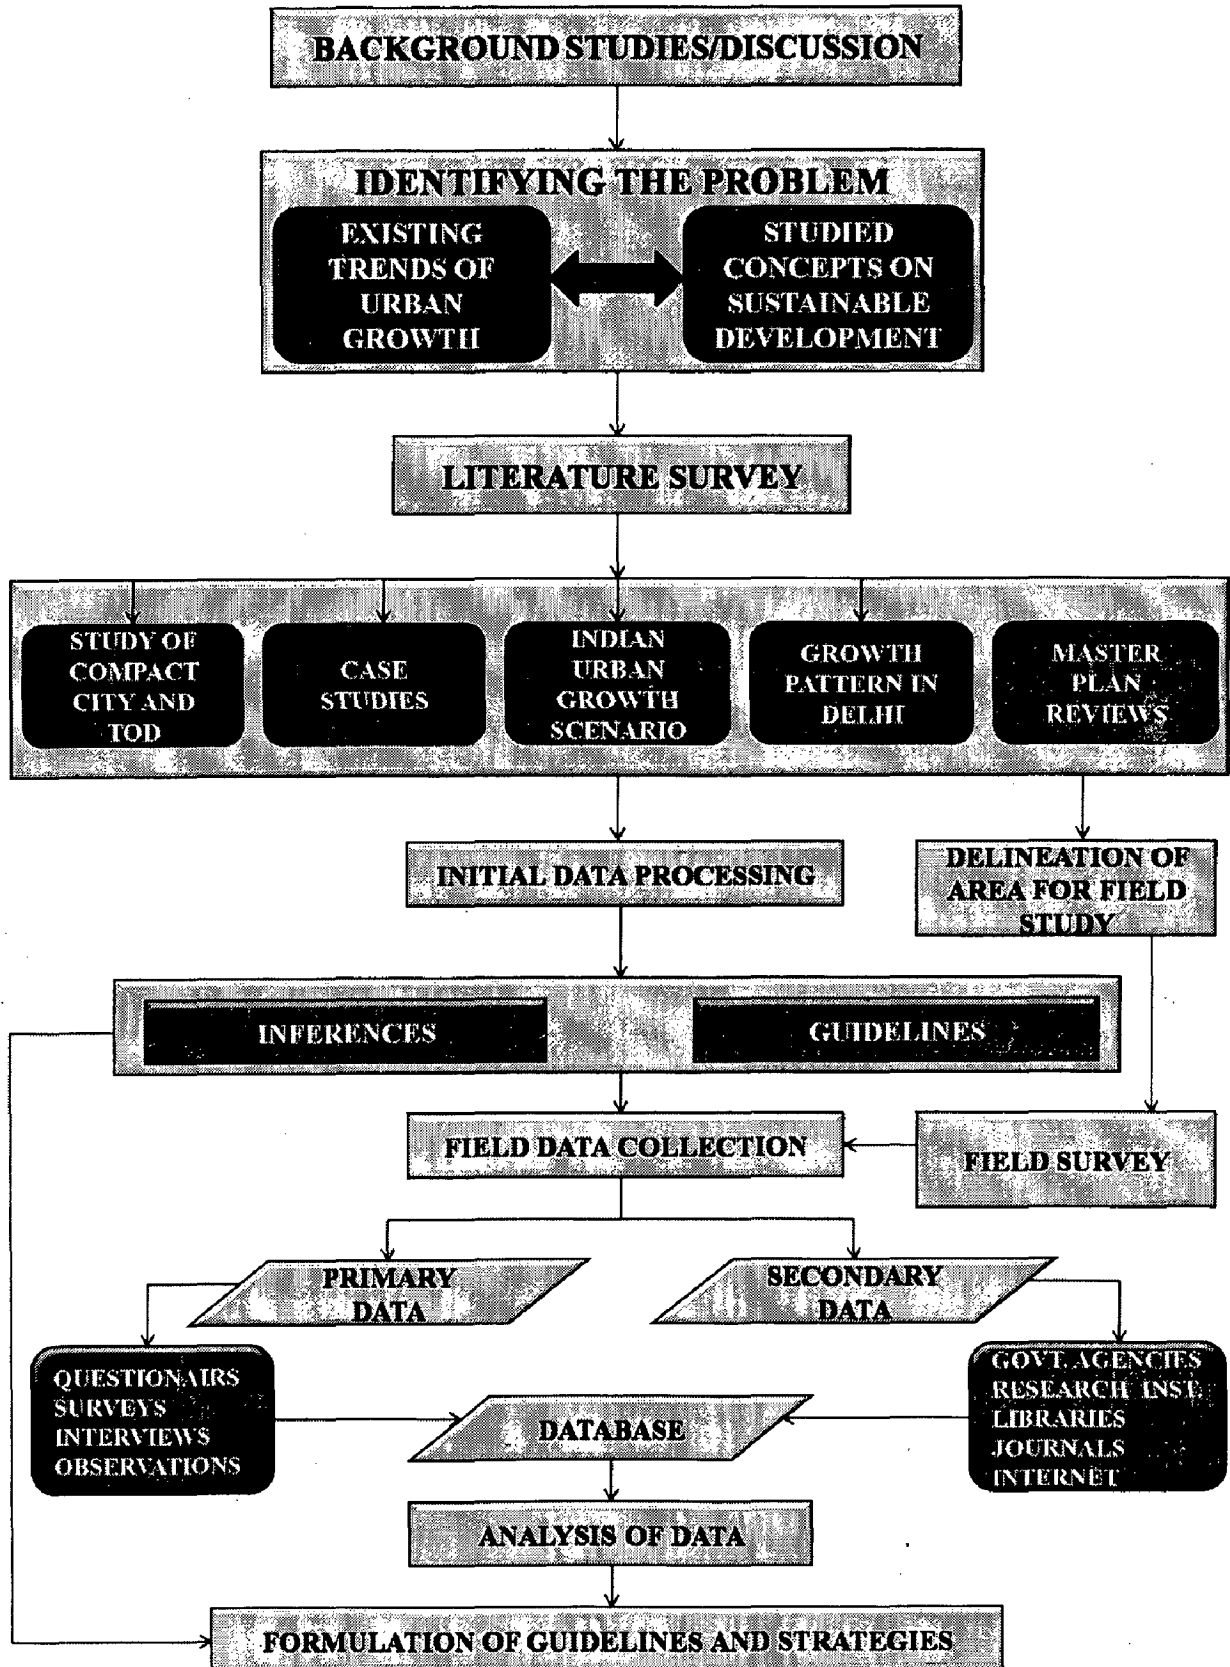 BACKGROUND STUDIES/DISCUSSION
IDENTIFYING THE PROBLEM
EXISTING
TRENDS OF
URBAN
GROWTH
STUDIED
CONCEPTS ON
SUSTAINABLE
DEVELOPMENT
LITERATURE SURVEY
STUDY OF
COMPACT
CITY AND
TOD
CASE
STUDIES
INDIAN
URBAN
GROWTH
SCENARIO
GROWTH
PATTERN IN
DELHI
MASTER
PLAN
REVIEWS
INITIAL DATA PROCESSING
DELINEATION OF
AREA FOR FIELD
STUDY
INFERENCES
GUIDELINES
FIELD DATA COLLECTION
FIELD SURVEY
PRIMARY
DATA
SECONDARY
DATA
QUESTIONAIRS
SURVEYS
INTERVIEWS
OBSERVATIONS
DATABASE
GOVT. AGENCIES
RESEARCH INST.
LIBRARIES
JOURNALS
INTERNET
ANALYSIS OF DATA
FORMULATION OF GUIDELINES AND STRATEGIES